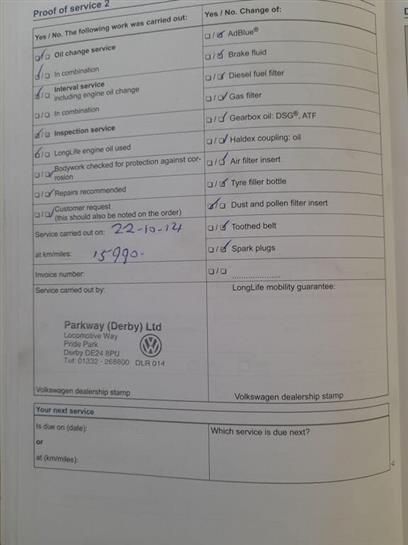 Proof of service 2
Yes / No. The following work was carried out:
Oil change service
In combination
Interval service
including engine oil change
In combination
Inspection service
LongLife engine oil used
Bodywork checked for protection against cor-
rosion
Repairs recommended
Customer request
(this should also be noted on the order)
Service carried out on: 22-10-14
at km/miles: 15990-
Invoice number:
Service carried out by:
Parkway (Derby) Ltd
Locomotive Way
Pride Park
Derby DE24 8PU
Tel: 01332 - 268800 DLR 014
Volkswagen dealership stamp
Yes / No. Change of:
AdBlue®
Brake fluid
Diesel fuel filter
Gas filter
Gearbox oil: DSG®, ATF
Haldex coupling: oil
Air filter insert
Tyre filler bottle
Dust and pollen filter insert
Toothed belt
Spark plugs
LongLife mobility guarantee:
Volkswagen dealership stamp
Your next service
Is due on (date):
or
at (km/miles):
Which service is due next?